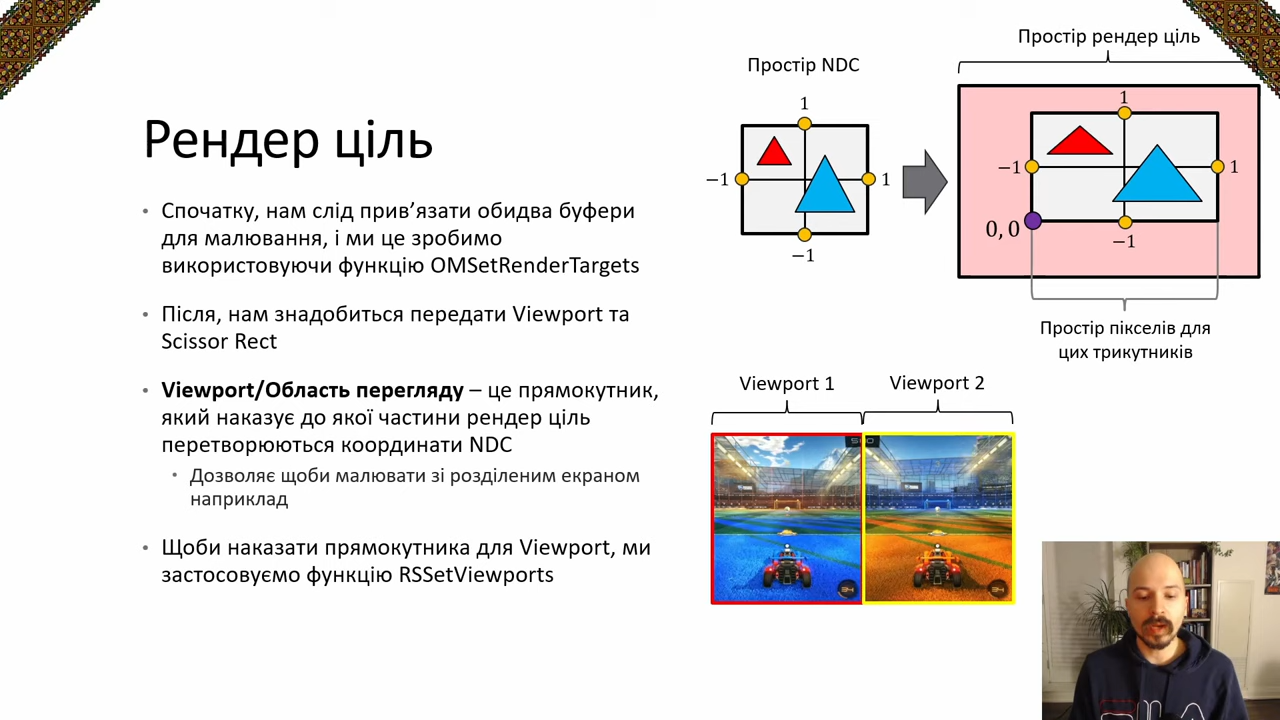 Рендер ціль
Спочатку, нам слід прив’язати обидва буфери
для малювання, і ми це зробимо
використовуючи функцію OMSetRenderTargets
Після, нам знадобиться передати Viewport та
Scissor Rect
Viewport/Область перегляду – це прямокутник,
який наказує до якої частини рендер ціль
перетворюються координати NDC
Дозволяє щоби малювати зі розділеним екраном
наприклад
Щоби наказати прямокутника для Viewport, ми
застосовуємо функцію RSSetViewports
Простір NDC
1
−1
1
−1
Простір рендер ціль
1
−1
1
0, 0
−1
Простір пікселів для
цих трикутників
Viewport 1
Viewport 2
34
34